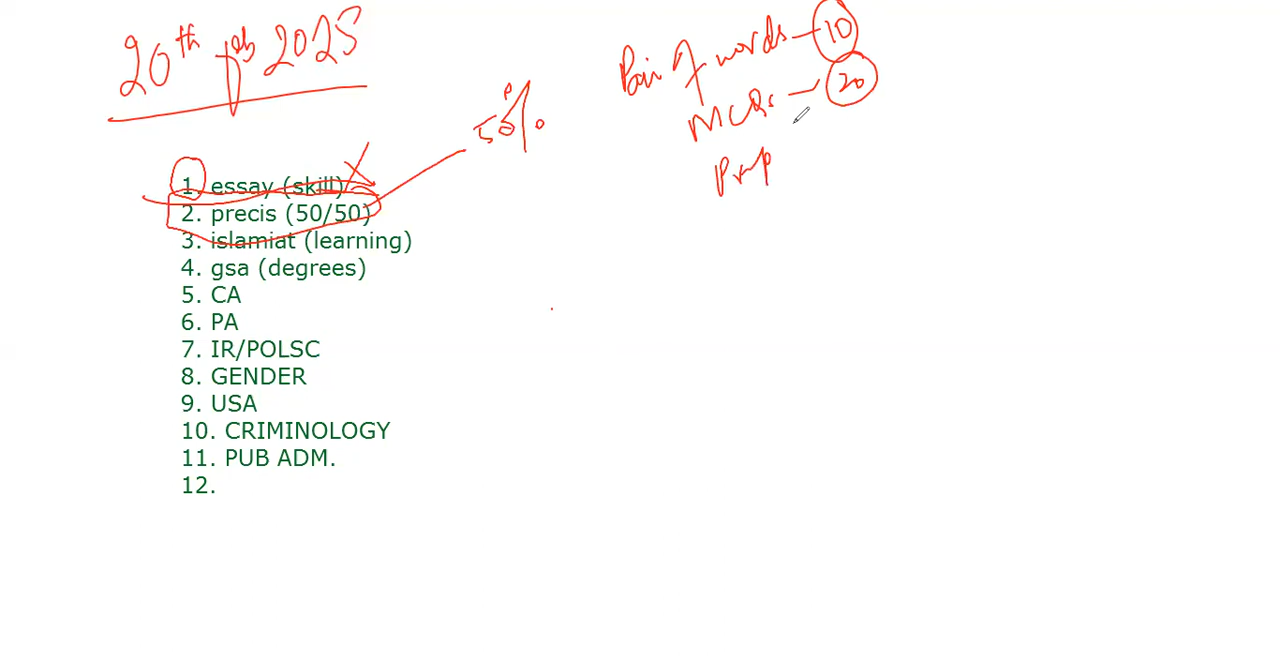 20th feb 2025
Pair of words - 10
MCQs - 20
Prep
50%
1. essay (skill)
2. precis (50/50)
3. islamiat (learning)
4. gsa (degrees)
5. CA
6. PA
7. IR/POLSC
8. GENDER
9. USA
10. CRIMINOLOGY
11. PUB ADM.
12.